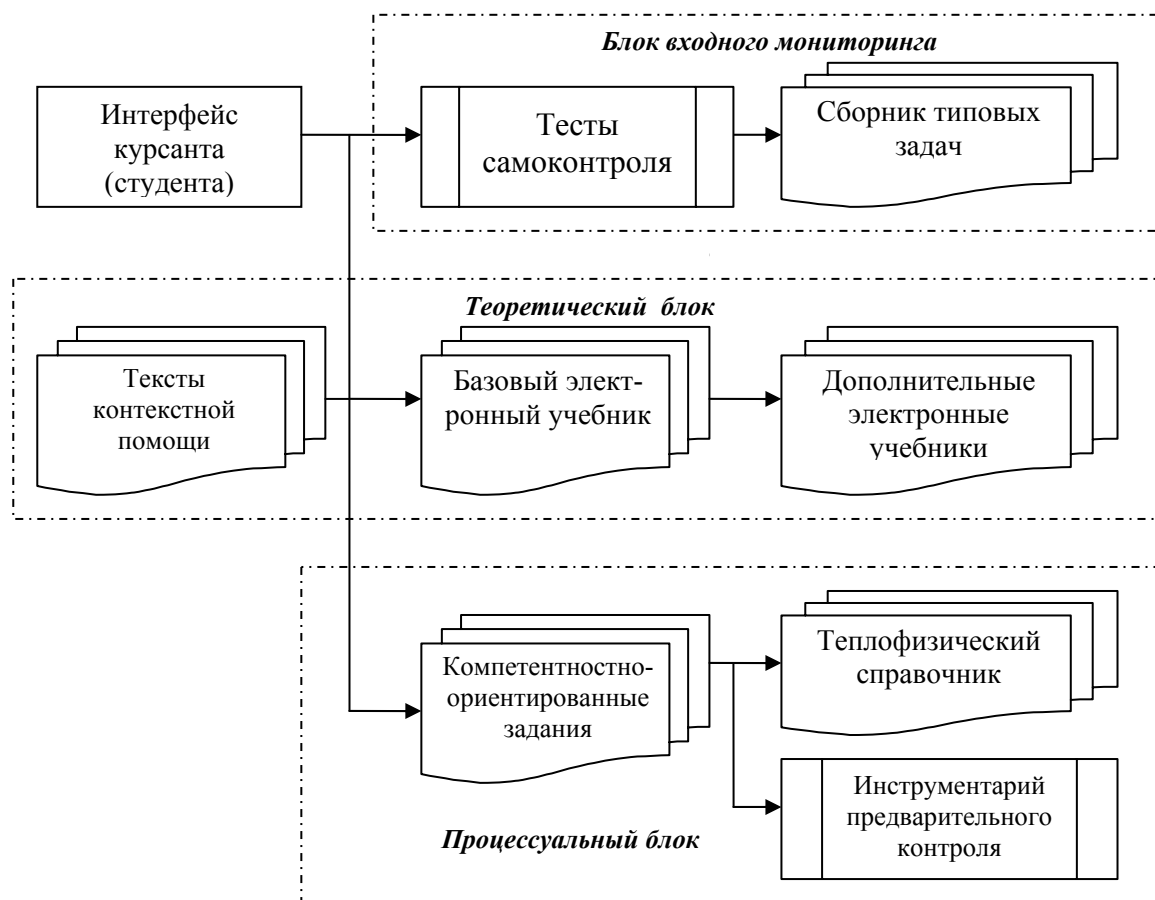 Блок входного мониторинга
Интерфейс
курсанта
(студента)
Тесты
самоконтроля
Сборник типовых
задач
Теоретический блок
Тексты
контекстной
помощи
Базовый элект-
ронный учебник
Дополнительные
электронные
учебники
Компетентностно-
ориентированные
задания
Теплофизический
справочник
Инструментарий
предварительного
контроля
Процессуальный блок